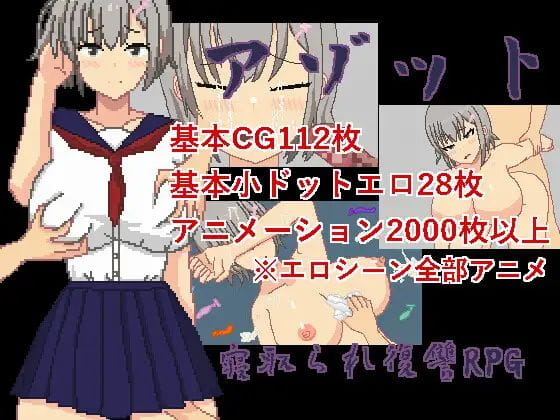 アゾット
基本CG112枚
基本小ドットエロ28枚
アニメーション2000枚以上
※エロシーン全部アニメ
寝取られ復讐RPG